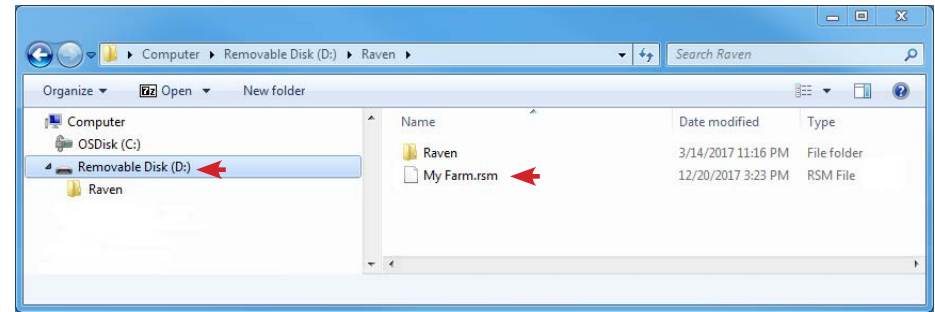 Computer Removable Disk (D:) Raven Search Raven
Organize Open New folder
Computer
OSDisk (C:)
Removable Disk (D:)
Raven
Name Date modified Type
Raven 3/14/2017 11:16 PM File folder
My Farm.rsm 12/20/2017 3:23 PM RSM File